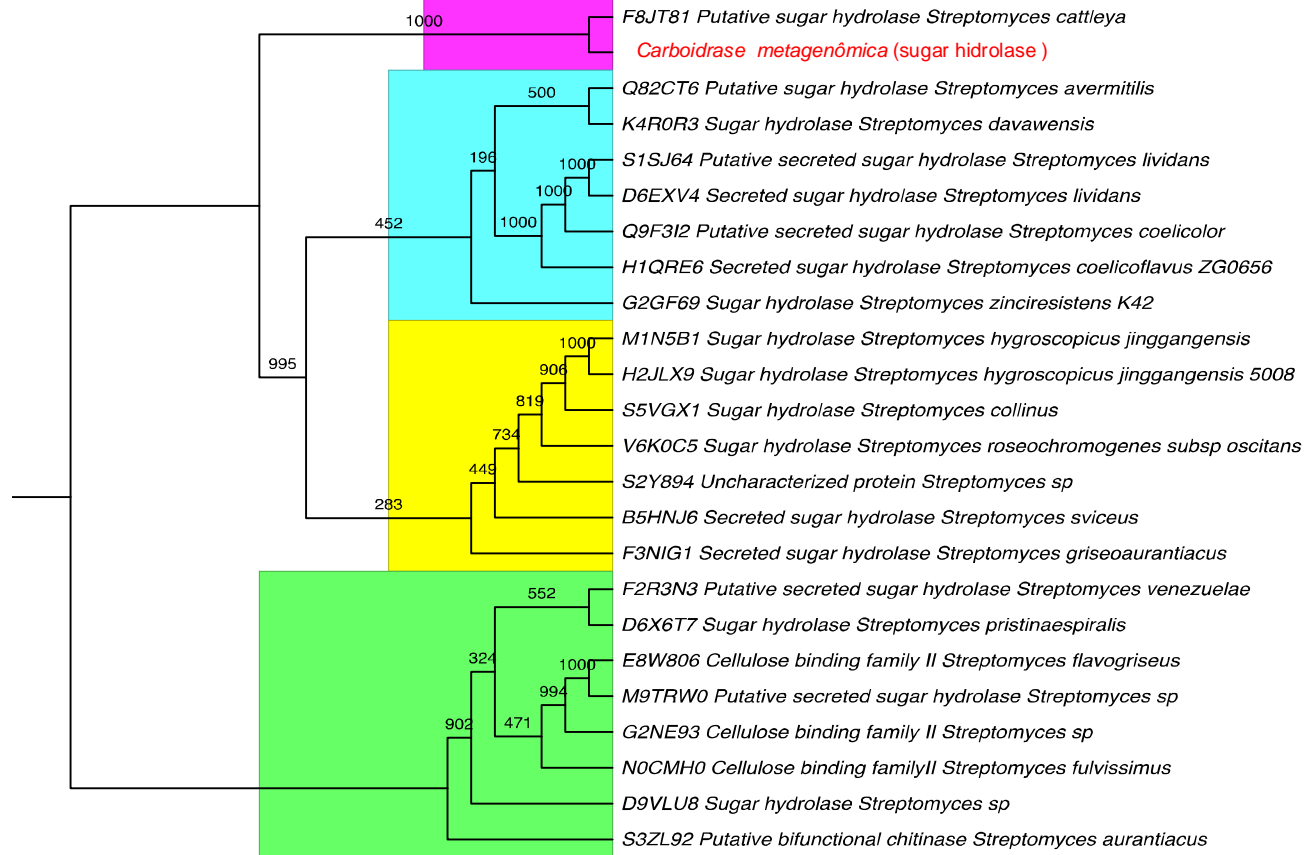 1000
F8JT81 Putative sugar hydrolase Streptomyces cattleya
Carboidrase metagenômica (sugar hidrolase )
500
Q82CT6 Putative sugar hydrolase Streptomyces avermitilis
K4R0R3 Sugar hydrolase Streptomyces davawensis
196
1000
S1SJ64 Putative secreted sugar hydrolase Streptomyces lividans
1000
D6EXV4 Secreted sugar hydrolase Streptomyces lividans
452
1000
Q9F3I2 Putative secreted sugar hydrolase Streptomyces coelicolor
H1QRE6 Secreted sugar hydrolase Streptomyces coelicoflavus ZG0656
G2GF69 Sugar hydrolase Streptomyces zinciresistens K42
1000
M1N5B1 Sugar hydrolase Streptomyces hygroscopicus jinggangensis
995
906
H2JLX9 Sugar hydrolase Streptomyces hygroscopicus jinggangensis 5008
819
S5VGX1 Sugar hydrolase Streptomyces collinus
734
V6K0C5 Sugar hydrolase Streptomyces roseochromogenes subsp oscitans
449
S2Y894 Uncharacterized protein Streptomyces sp
283
B5HNJ6 Secreted sugar hydrolase Streptomyces sviceus
F3NIG1 Secreted sugar hydrolase Streptomyces griseoaurantiacus
552
F2R3N3 Putative secreted sugar hydrolase Streptomyces venezuelae
D6X6T7 Sugar hydrolase Streptomyces pristinaespiralis
324
1000
E8W806 Cellulose binding family II Streptomyces flavogriseus
994
M9TRW0 Putative secreted sugar hydrolase Streptomyces sp
902
471
G2NE93 Cellulose binding family II Streptomyces sp
N0CMH0 Cellulose binding familyII Streptomyces fulvissimus
D9VLU8 Sugar hydrolase Streptomyces sp
S3ZL92 Putative bifunctional chitinase Streptomyces aurantiacus